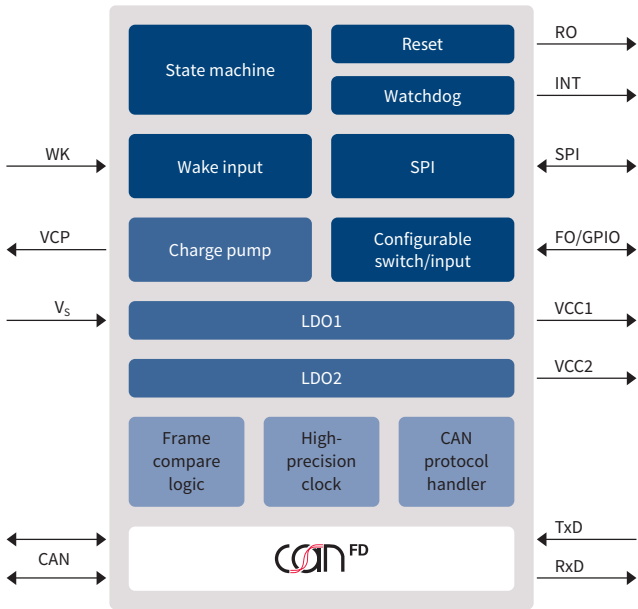 State machine
Reset
RO
Watchdog
INT
WK
Wake input
SPI
SPI
VCP
Charge pump
Configurable
switch/input
FO/GPIO
VS
LDO1
VCC1
LDO2
VCC2
Frame
compare
logic
High-
precision
clock
CAN
protocol
handler
CAN
CAN FD
TxD
RxD